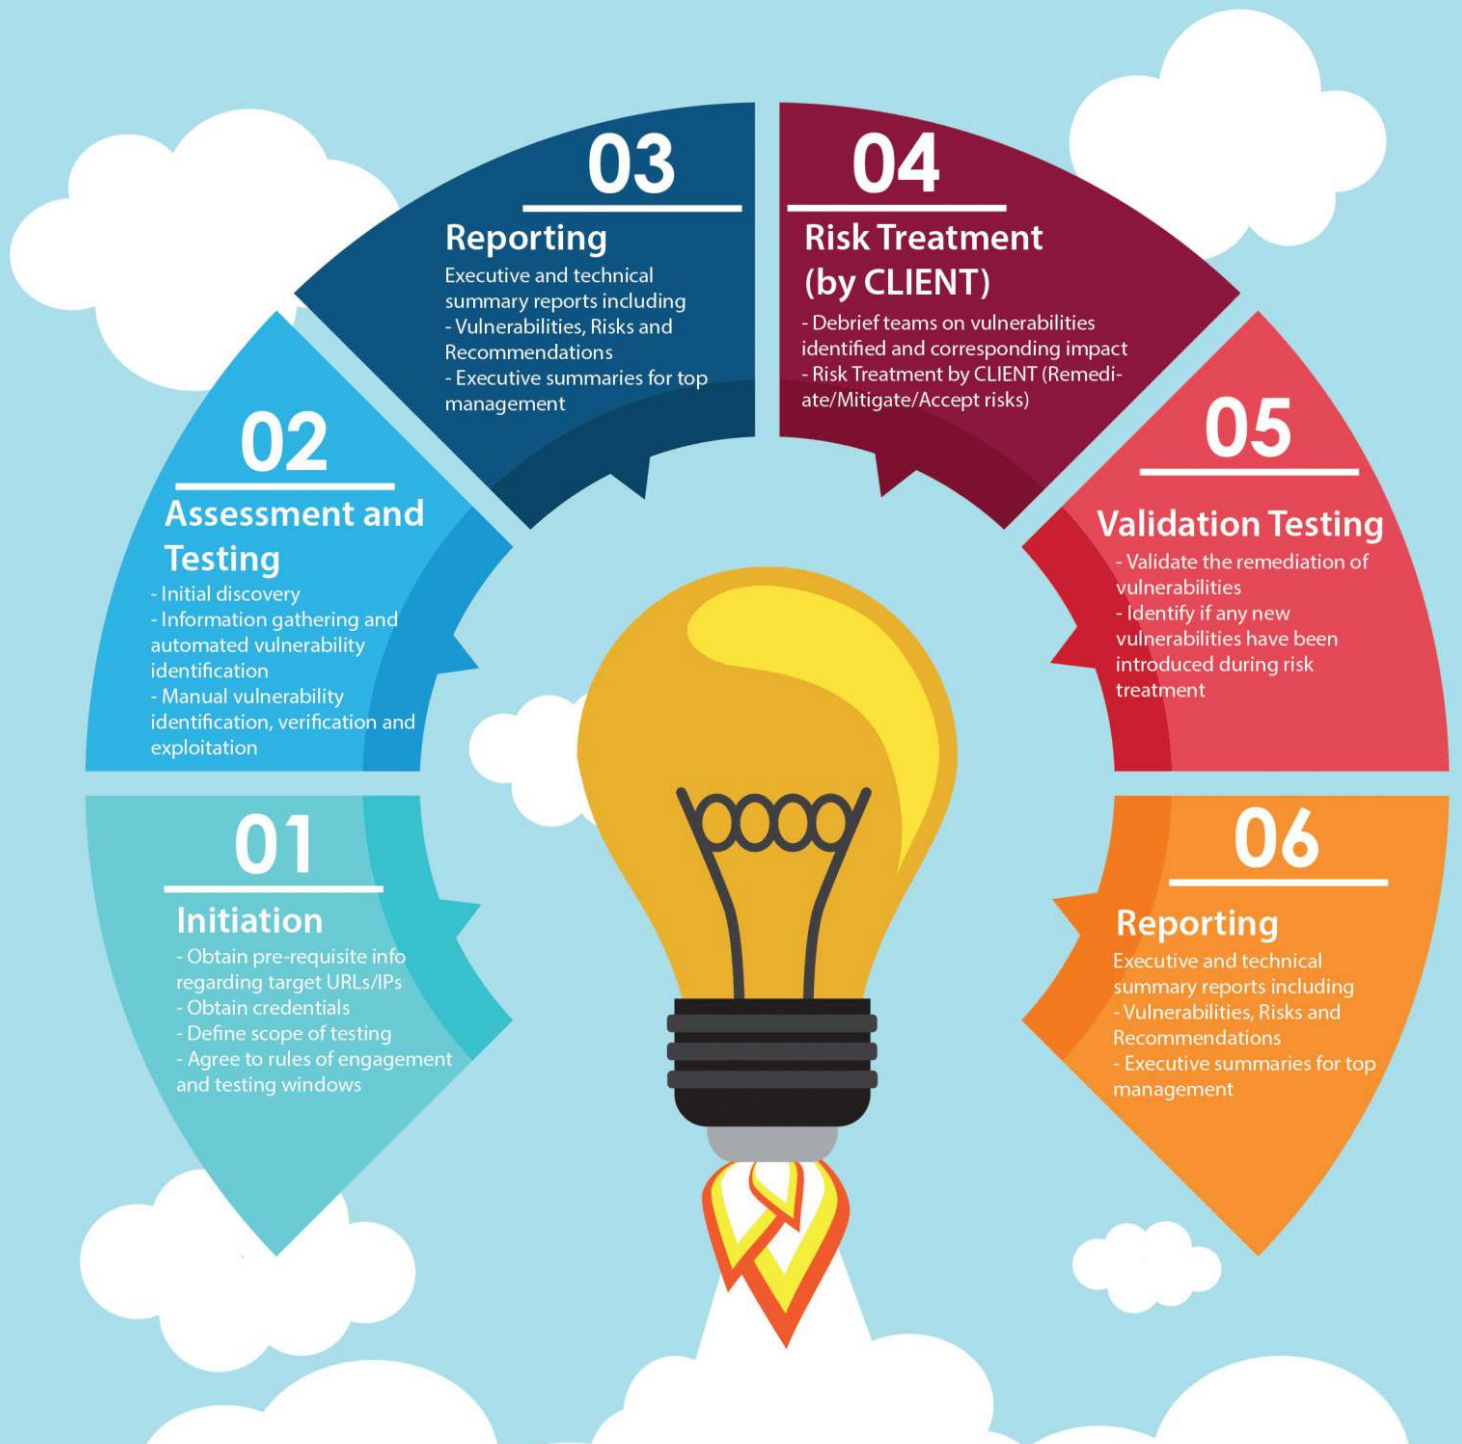 01
Initiation
- Obtain pre-requisite info
regarding target URLs/IPs
- Obtain credentials
- Define scope of testing
- Agree to rules of engagement
and testing windows
02
Assessment and
Testing
- Initial discovery
- Information gathering and
automated vulnerability
identification
- Manual vulnerability
identification, verification and
exploitation
03
Reporting
Executive and technical
summary reports including
- Vulnerabilities, Risks and
Recommendations
- Executive summaries for top
management
04
Risk Treatment
(by CLIENT)
- Debrief teams on vulnerabilities
identified and corresponding impact
- Risk Treatment by CLIENT (Remedi-
ate/Mitigate/Accept risks)
05
Validation Testing
- Validate the remediation of
vulnerabilities
- Identify if any new
vulnerabilities have been
introduced during risk
treatment
06
Reporting
Executive and technical
summary reports including
- Vulnerabilities, Risks and
Recommendations
- Executive summaries for top
management